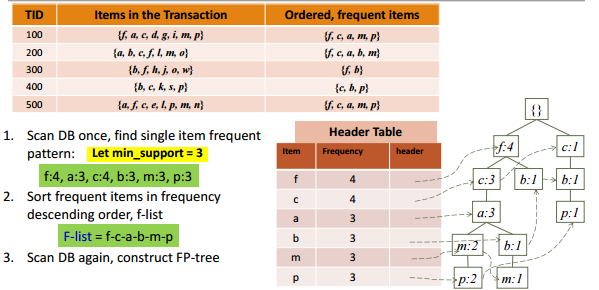 TID Items in the Transaction Ordered, frequent items
100 {f, a, c, d, g, i, m, p} {f, c, a, m, p}
200 {a, b, c, f, l, m, o} {f, c, a, b, m}
300 {b, f, h, j, o, w} {f, b}
400 {b, c, k, s, p} {c, b, p}
500 {a, f, c, e, l, p, m, n} {f, c, a, m, p}
1. Scan DB once, find single item frequent
pattern: Let min_support = 3
f:4, a:3, c:4, b:3, m:3, p:3
2. Sort frequent items in frequency
descending order, f-list
F-list = f-c-a-b-m-p
3. Scan DB again, construct FP-tree
Header Table
Item Frequency header
f 4
c 4
a 3
b 3
m 3
p 3
{}
f:4 c:1
c:3 b:1 b:1
a:3 p:1
m:2 b:1
p:2 m:1